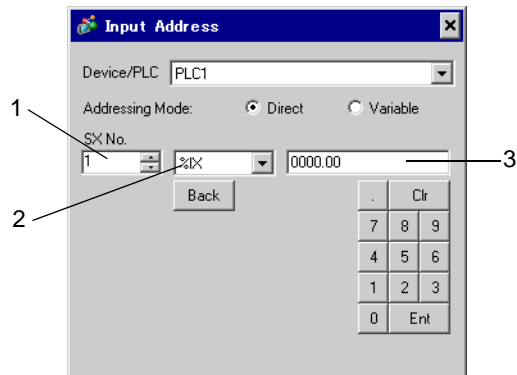 Input Address
Device/PLC PLC1
Addressing Mode: Direct Variable
1
SX No.
1 %IX 0000.00 3
2 Back . Clr
7 8 9
4 5 6
1 2 3
0 Ent